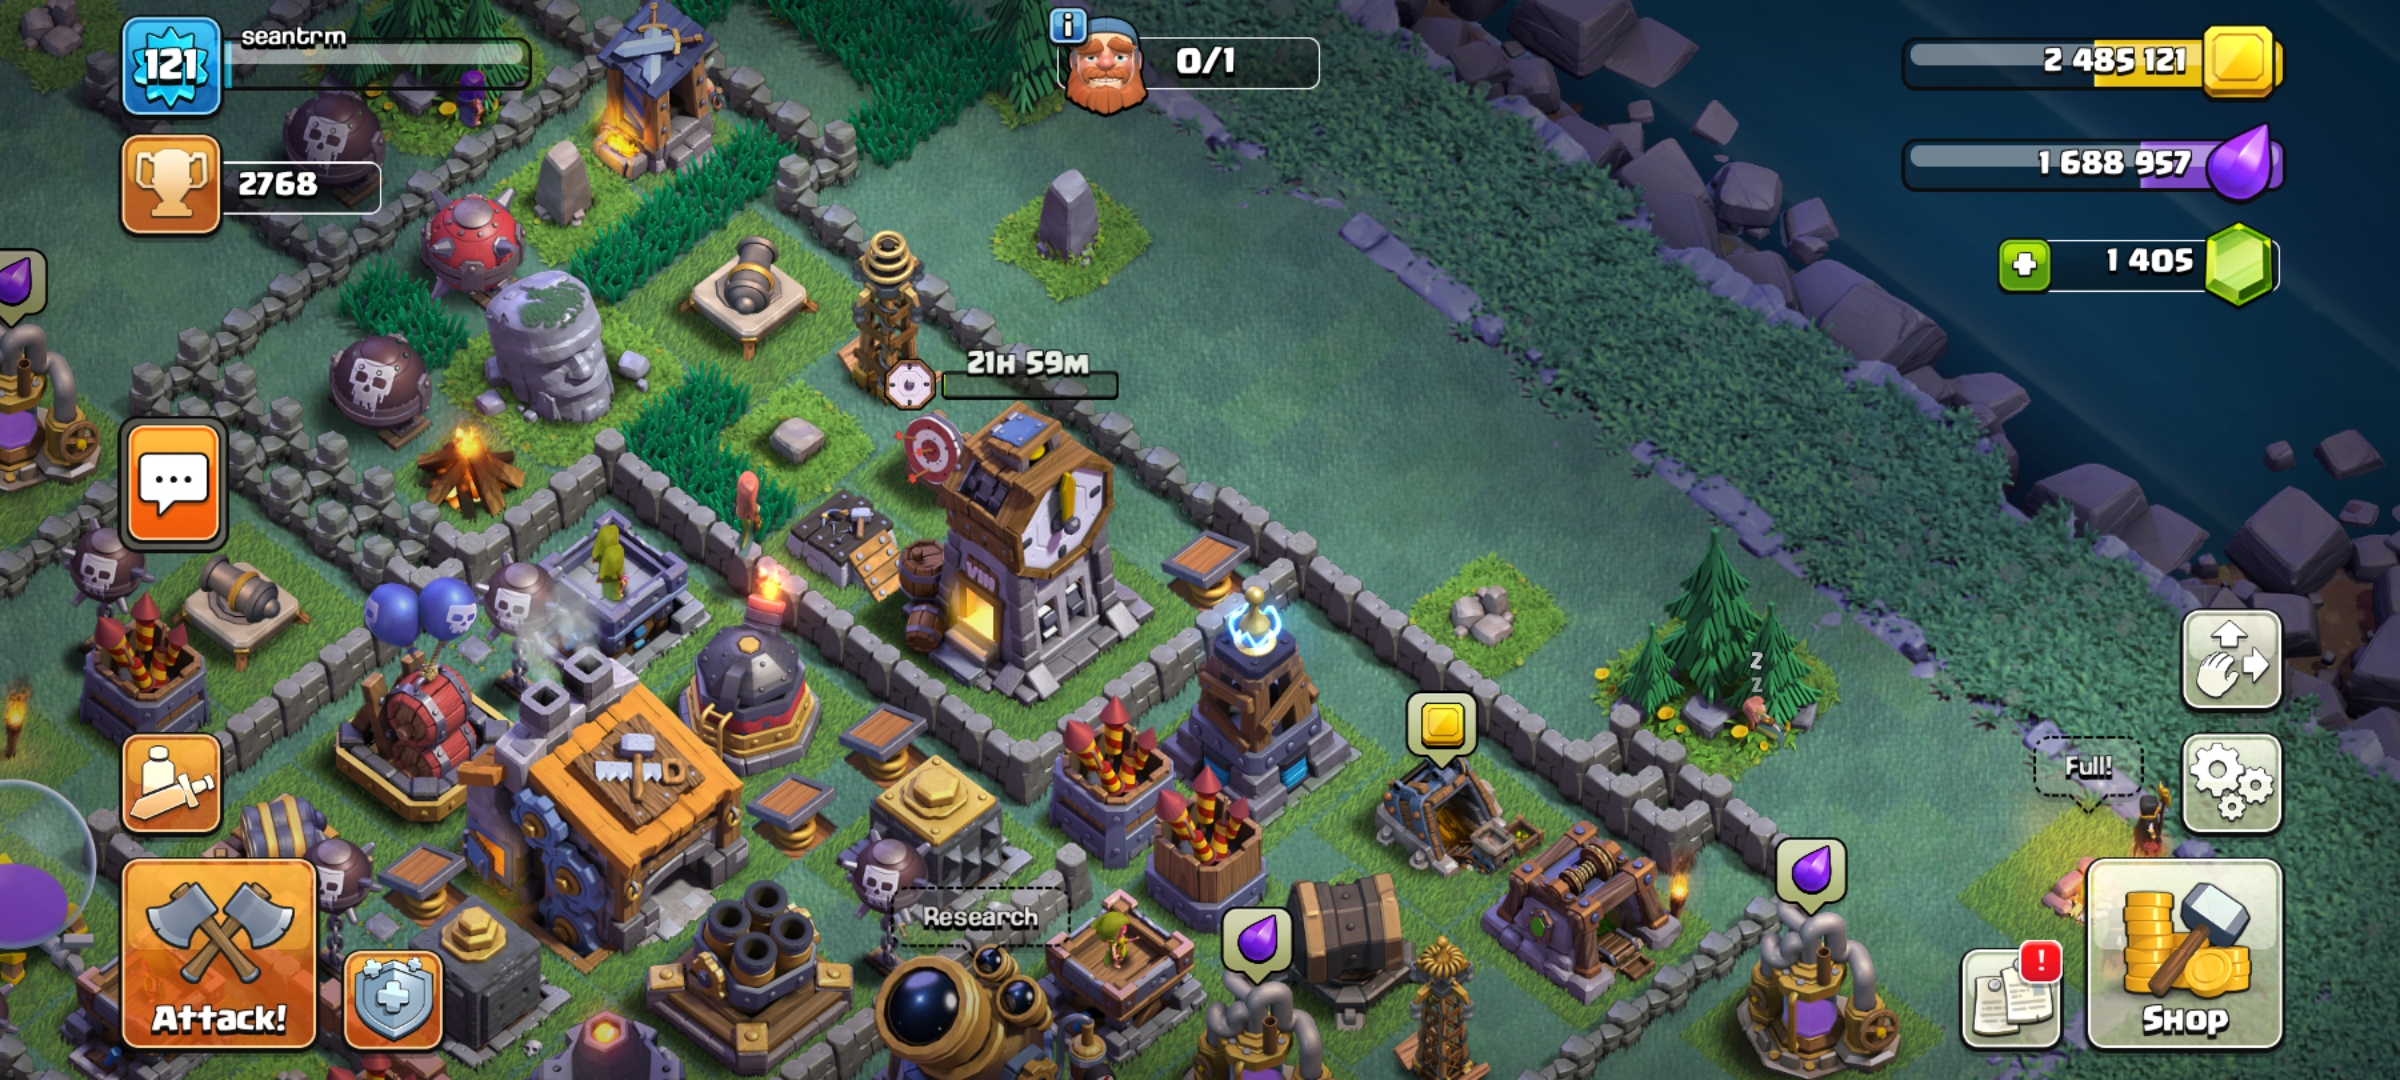 121
seantrm
0/1
2 485 121
2768
1 688 957
1 405
21H 59M
VIII
Z
Z
Full!
Research
Attack!
!
Shop